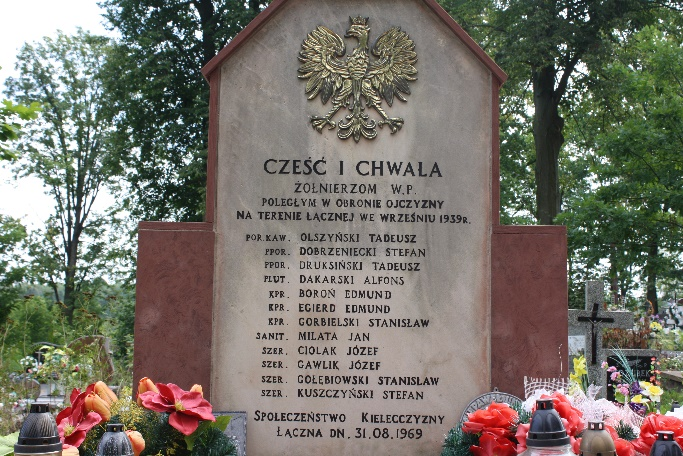 CZEŚĆ I CHWAŁA
ŻOŁNIERZOM W.P.
POLEGŁYM W OBRONIE OJCZYZNY
NA TERENIE ŁĄCZNEJ WE WRZEŚNIU 1939R.
POR. KAW. OLSZYŃSKI TADEUSZ
PPOR. DOBRZENIECKI STEFAN
PPOR. DRUKSIŃSKI TADEUSZ
PLUT. DAKARSKI ALFONS
KPR. BOROŃ EDMUND
KPR. EGIERD EDMUND
KPR. GORBIELSKI STANISŁAW
SANIT. MILATA JAN
SZER. CIOŁAK JÓZEF
SZER. GAWLIK JÓZEF
SZER. GOŁĘBIOWSKI STANISŁAW
SZER. KUSZCZYŃSKI STEFAN
SPOŁECZEŃSTWO KIELECCZYZNY
ŁĄCZNA DN. 31.08.1969